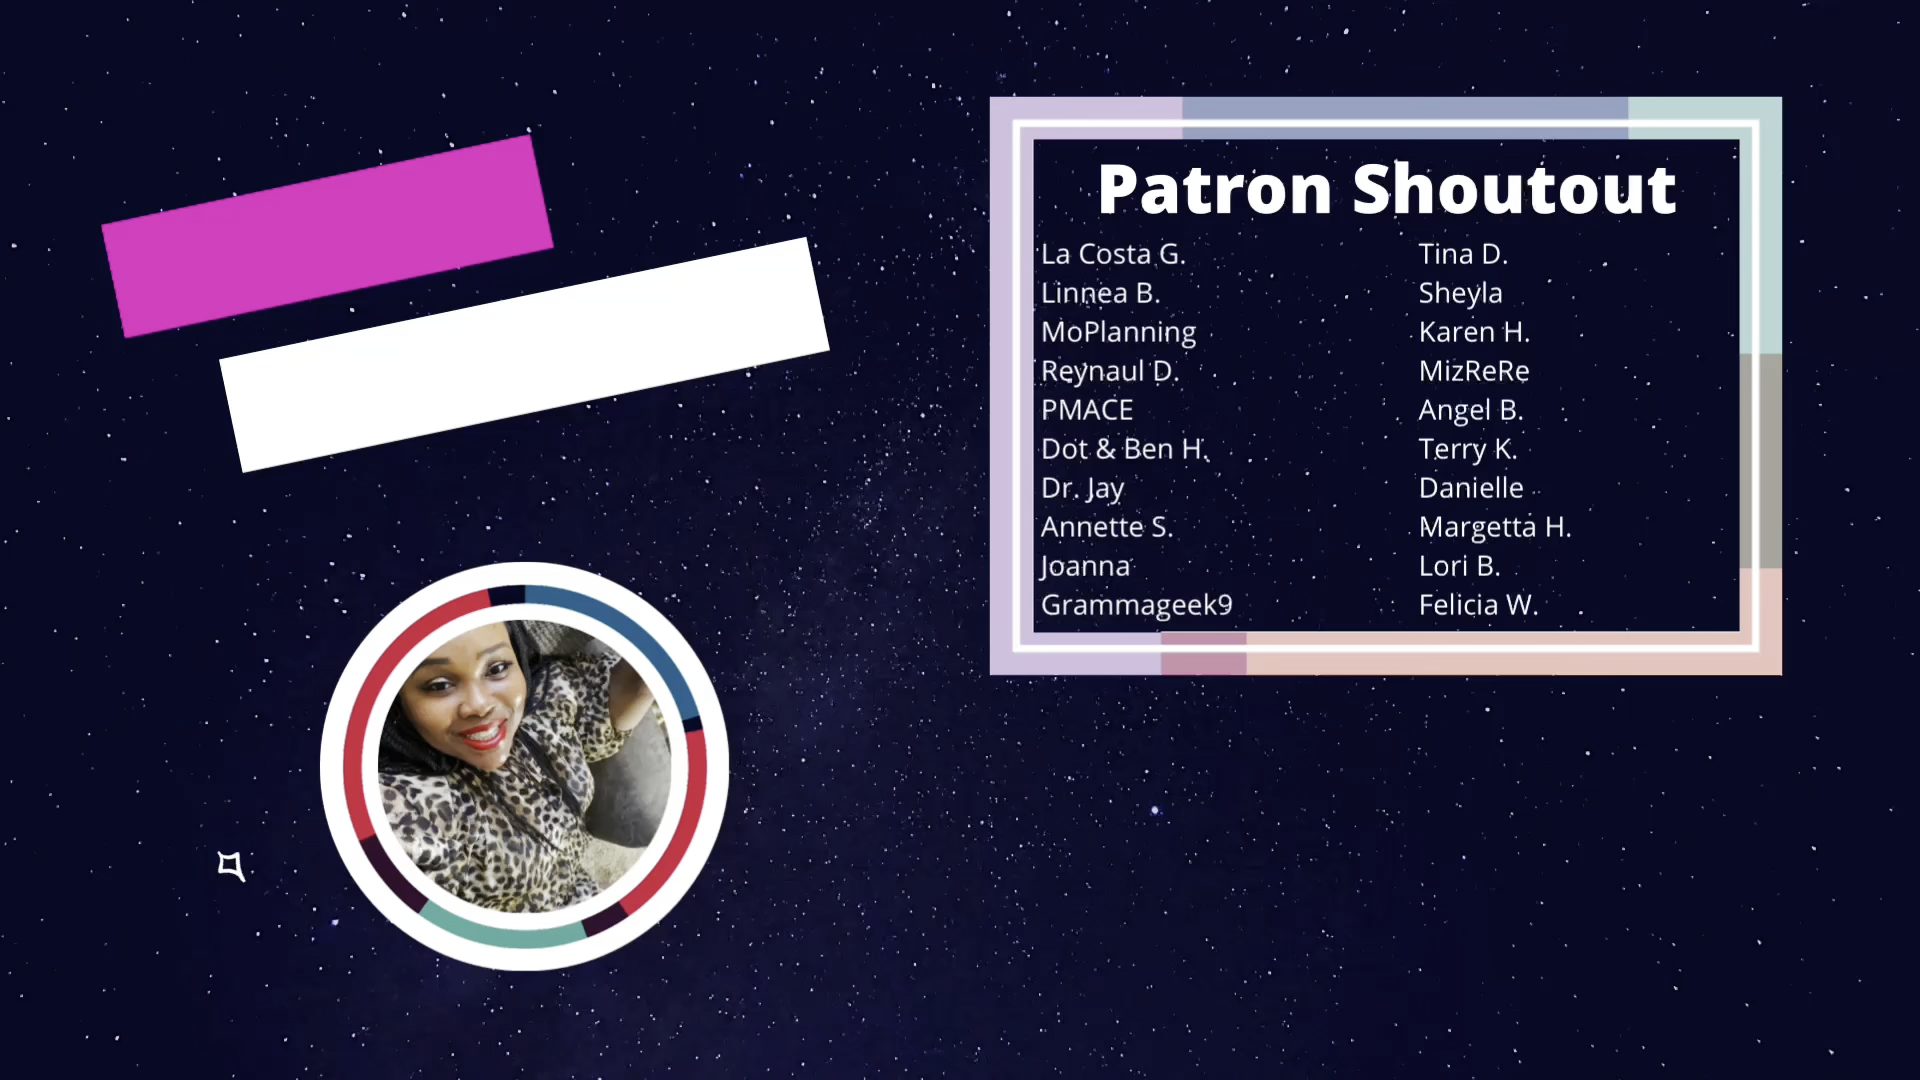 Patron Shoutout
La Costa G.
Linnea B.
MoPlanning
Reynaul D.
PMACE
Dot & Ben H.
Dr. Jay
Annette S.
Joanna
Grammageek9
Tina D.
Sheyla
Karen H.
MizReRe
Angel B.
Terry K.
Danielle
Margetta H.
Lori B.
Felicia W.